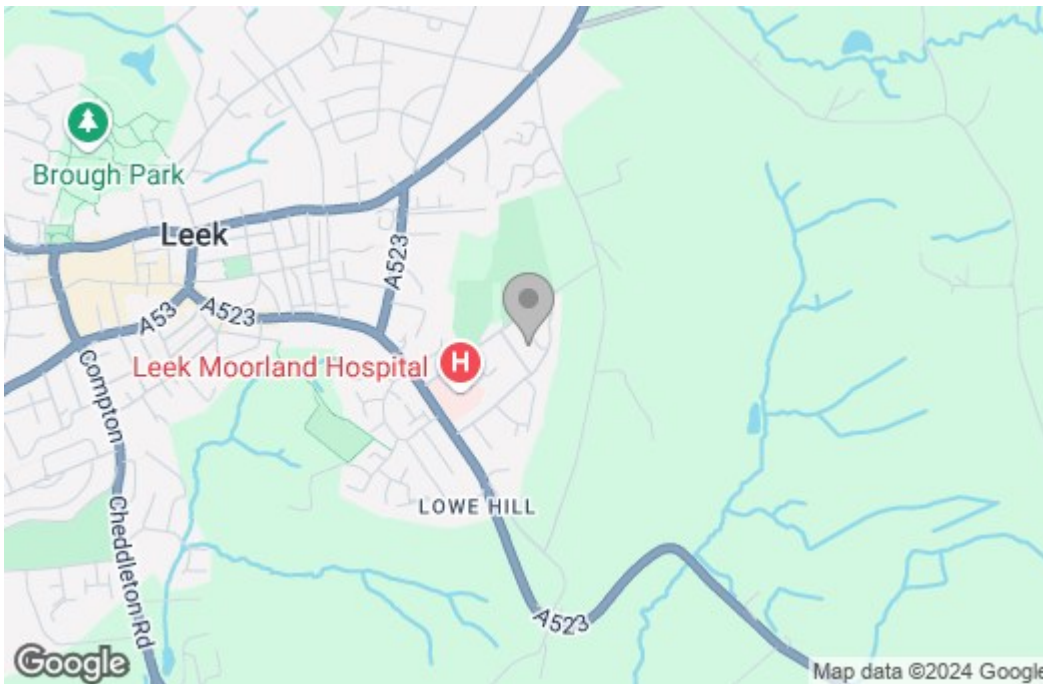 Brough Park
Leek
A523
A53
A523
Leek Moorland Hospital
H
Compton
LOWE HILL
Cheddleton Rd
A523
Google
Map data ©2024 Google